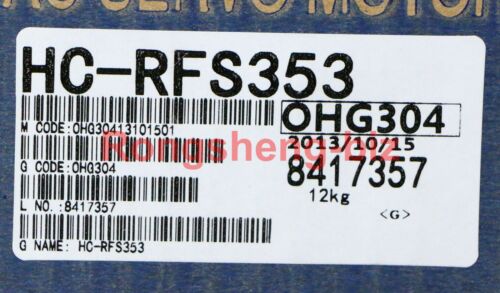 AC SERVO MOTOR
HC-RFS353
M CODE:OHG30413101501
OHG304
2013/10/15
G CODE:OHG304
8417357
L NO.:8417357
12kg
<G>
G NAME: HC-RFS353
Rongsheng-biz